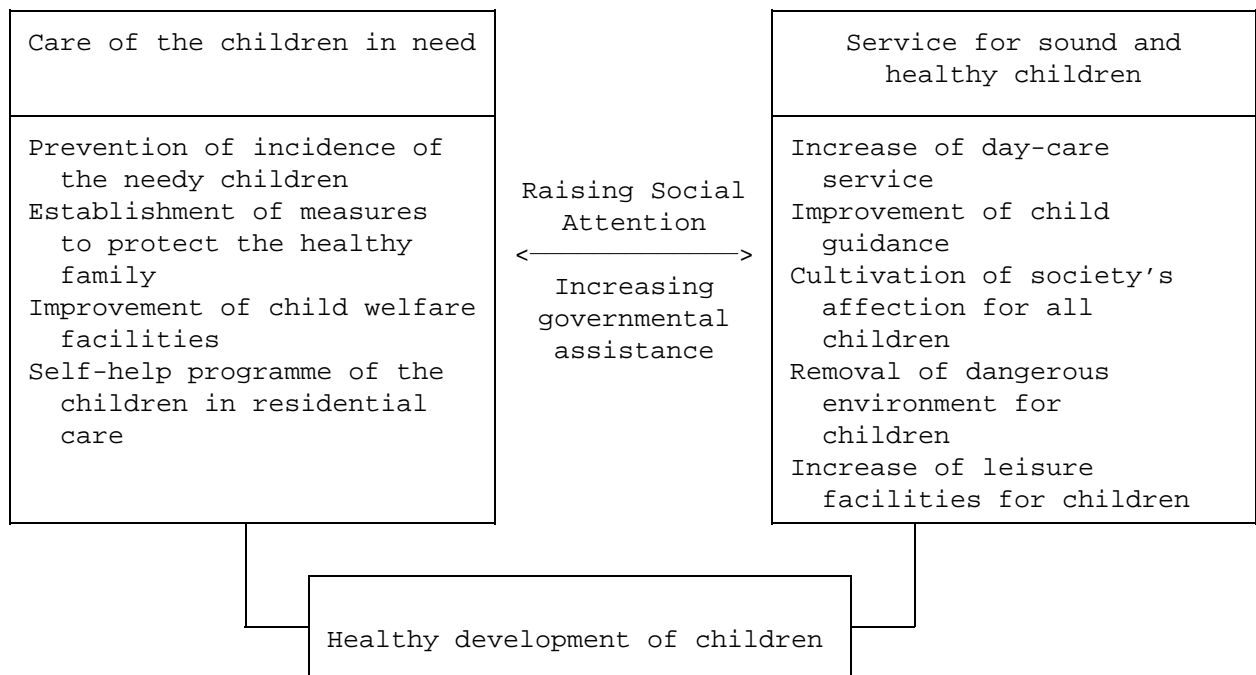 Care of the children in need
Prevention of incidence of
the needy children
Establishment of measures
to protect the healthy
family
Improvement of child welfare
facilities
Self-help programme of the
children in residential
care
Raising Social
Attention
Increasing
governmental
assistance
Service for sound and
healthy children
Increase of day-care
service
Improvement of child
guidance
Cultivation of society's
affection for all
children
Removal of dangerous
environment for
children
Increase of leisure
facilities for children
Healthy development of children